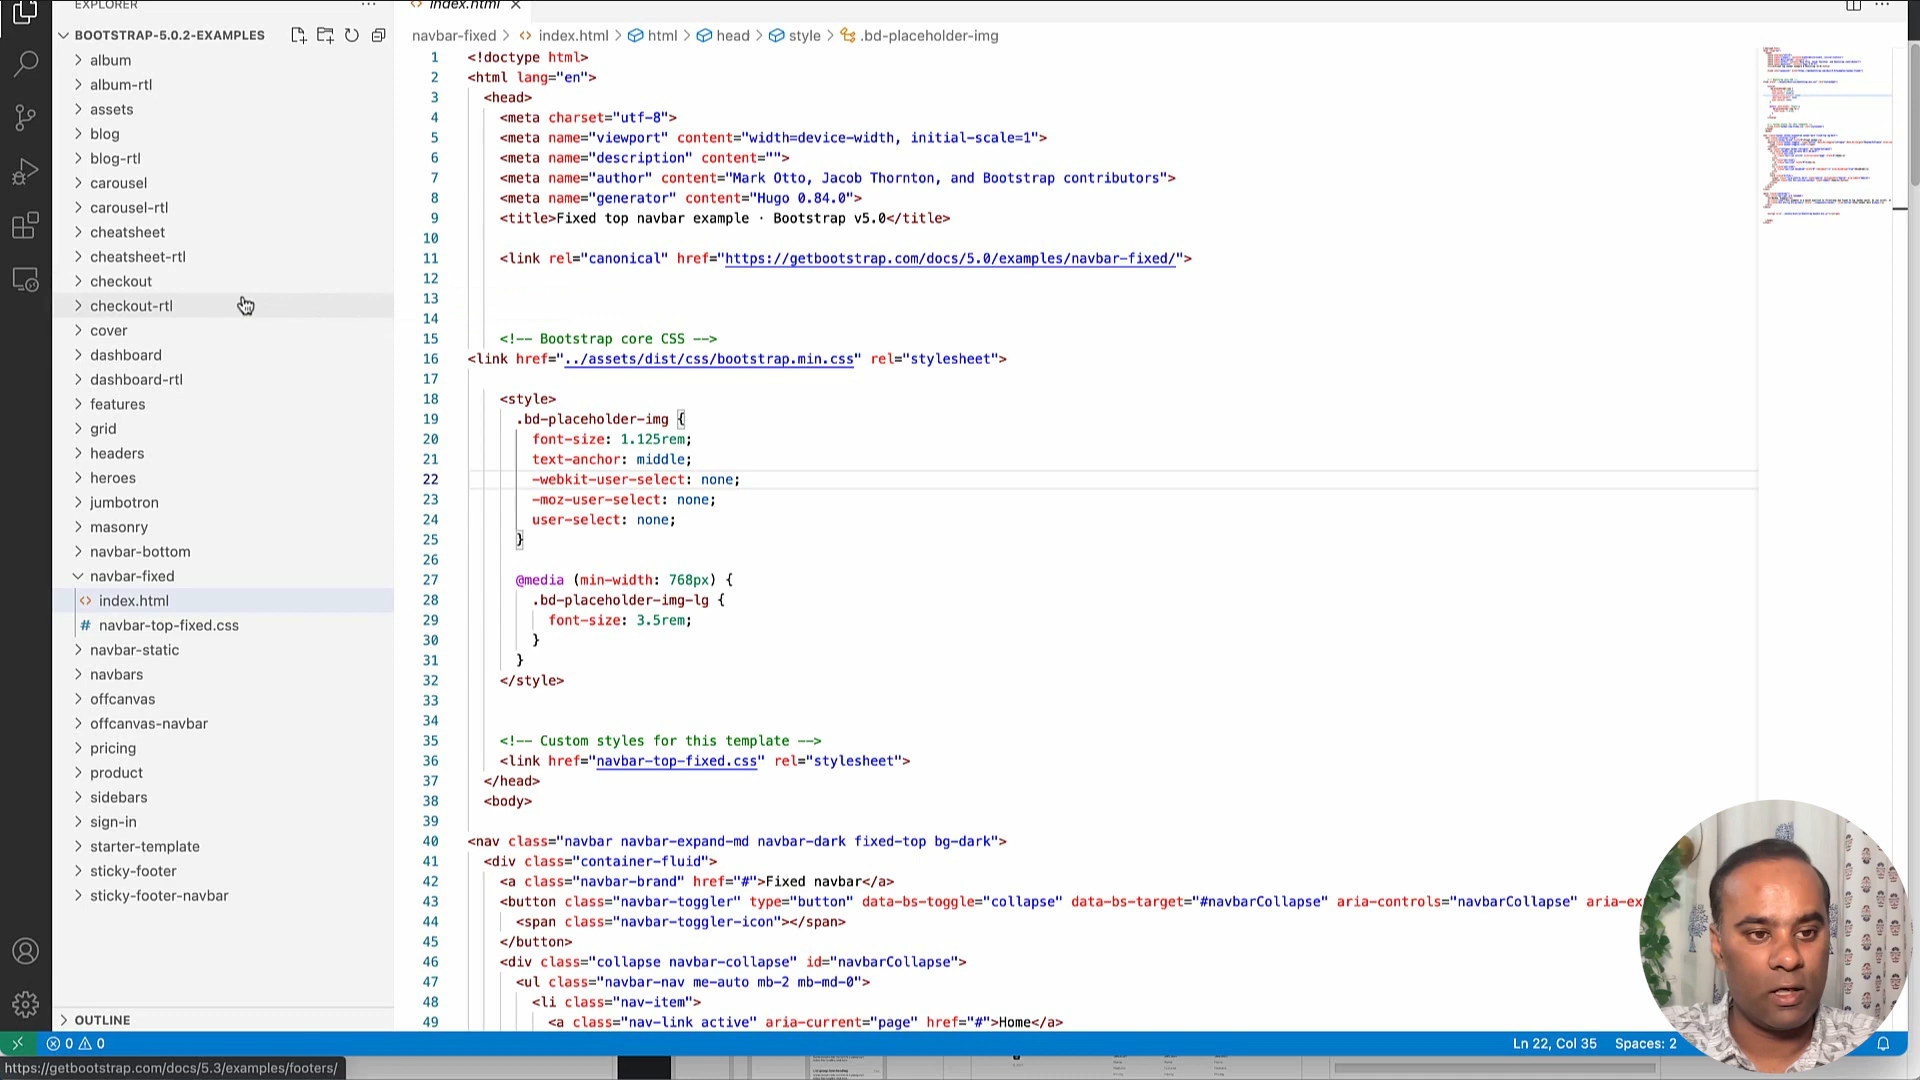 EXPLORER
BOOTSTRAP-5.0.2-EXAMPLES
album
album-rtl
assets
blog
blog-rtl
carousel
carousel-rtl
cheatsheet
cheatsheet-rtl
checkout
checkout-rtl
cover
dashboard
dashboard-rtl
features
grid
headers
heroes
jumbotron
masonry
navbar-bottom
navbar-fixed
<> index.html
# navbar-top-fixed.css
navbar-static
navbars
offcanvas
offcanvas-navbar
pricing
product
sidebars
sign-in
starter-template
sticky-footer
sticky-footer-navbar
OUTLINE
<> index.html
navbar-fixed > <> index.html > html > head > style > .bd-placeholder-img
1 <!doctype html>
2 <html lang="en">
3 <head>
4 <meta charset="utf-8">
5 <meta name="viewport" content="width=device-width, initial-scale=1">
6 <meta name="description" content="">
7 <meta name="author" content="Mark Otto, Jacob Thornton, and Bootstrap contributors">
8 <meta name="generator" content="Hugo 0.84.0">
9 <title>Fixed top navbar example · Bootstrap v5.0</title>
10
11 <link rel="canonical" href="https://getbootstrap.com/docs/5.0/examples/navbar-fixed/">
12
13
14
15 <!-- Bootstrap core CSS -->
16 <link href="../assets/dist/css/bootstrap.min.css" rel="stylesheet">
17
18 <style>
19 .bd-placeholder-img {
20 font-size: 1.125rem;
21 text-anchor: middle;
22 -webkit-user-select: none;
23 -moz-user-select: none;
24 user-select: none;
25 }
26
27 @media (min-width: 768px) {
28 .bd-placeholder-img-lg {
29 font-size: 3.5rem;
30 }
31 }
32 </style>
33
34
35 <!-- Custom styles for this template -->
36 <link href="navbar-top-fixed.css" rel="stylesheet">
37 </head>
38 <body>
39
40 <nav class="navbar navbar-expand-md navbar-dark fixed-top bg-dark">
41 <div class="container-fluid">
42 <a class="navbar-brand" href="#">Fixed navbar</a>
43 <button class="navbar-toggler" type="button" data-bs-toggle="collapse" data-bs-target="#navbarCollapse" aria-controls="navbarCollapse" aria-ex
44 <span class="navbar-toggler-icon"></span>
45 </button>
46 <div class="collapse navbar-collapse" id="navbarCollapse">
47 <ul class="navbar-nav me-auto mb-2 mb-md-0">
48 <li class="nav-item">
49 <a class="nav-link active" aria-current="page" href="#">Home</a>
0 0
Ln 22, Col 35 Spaces: 2
https://getbootstrap.com/docs/5.3/examples/footers/